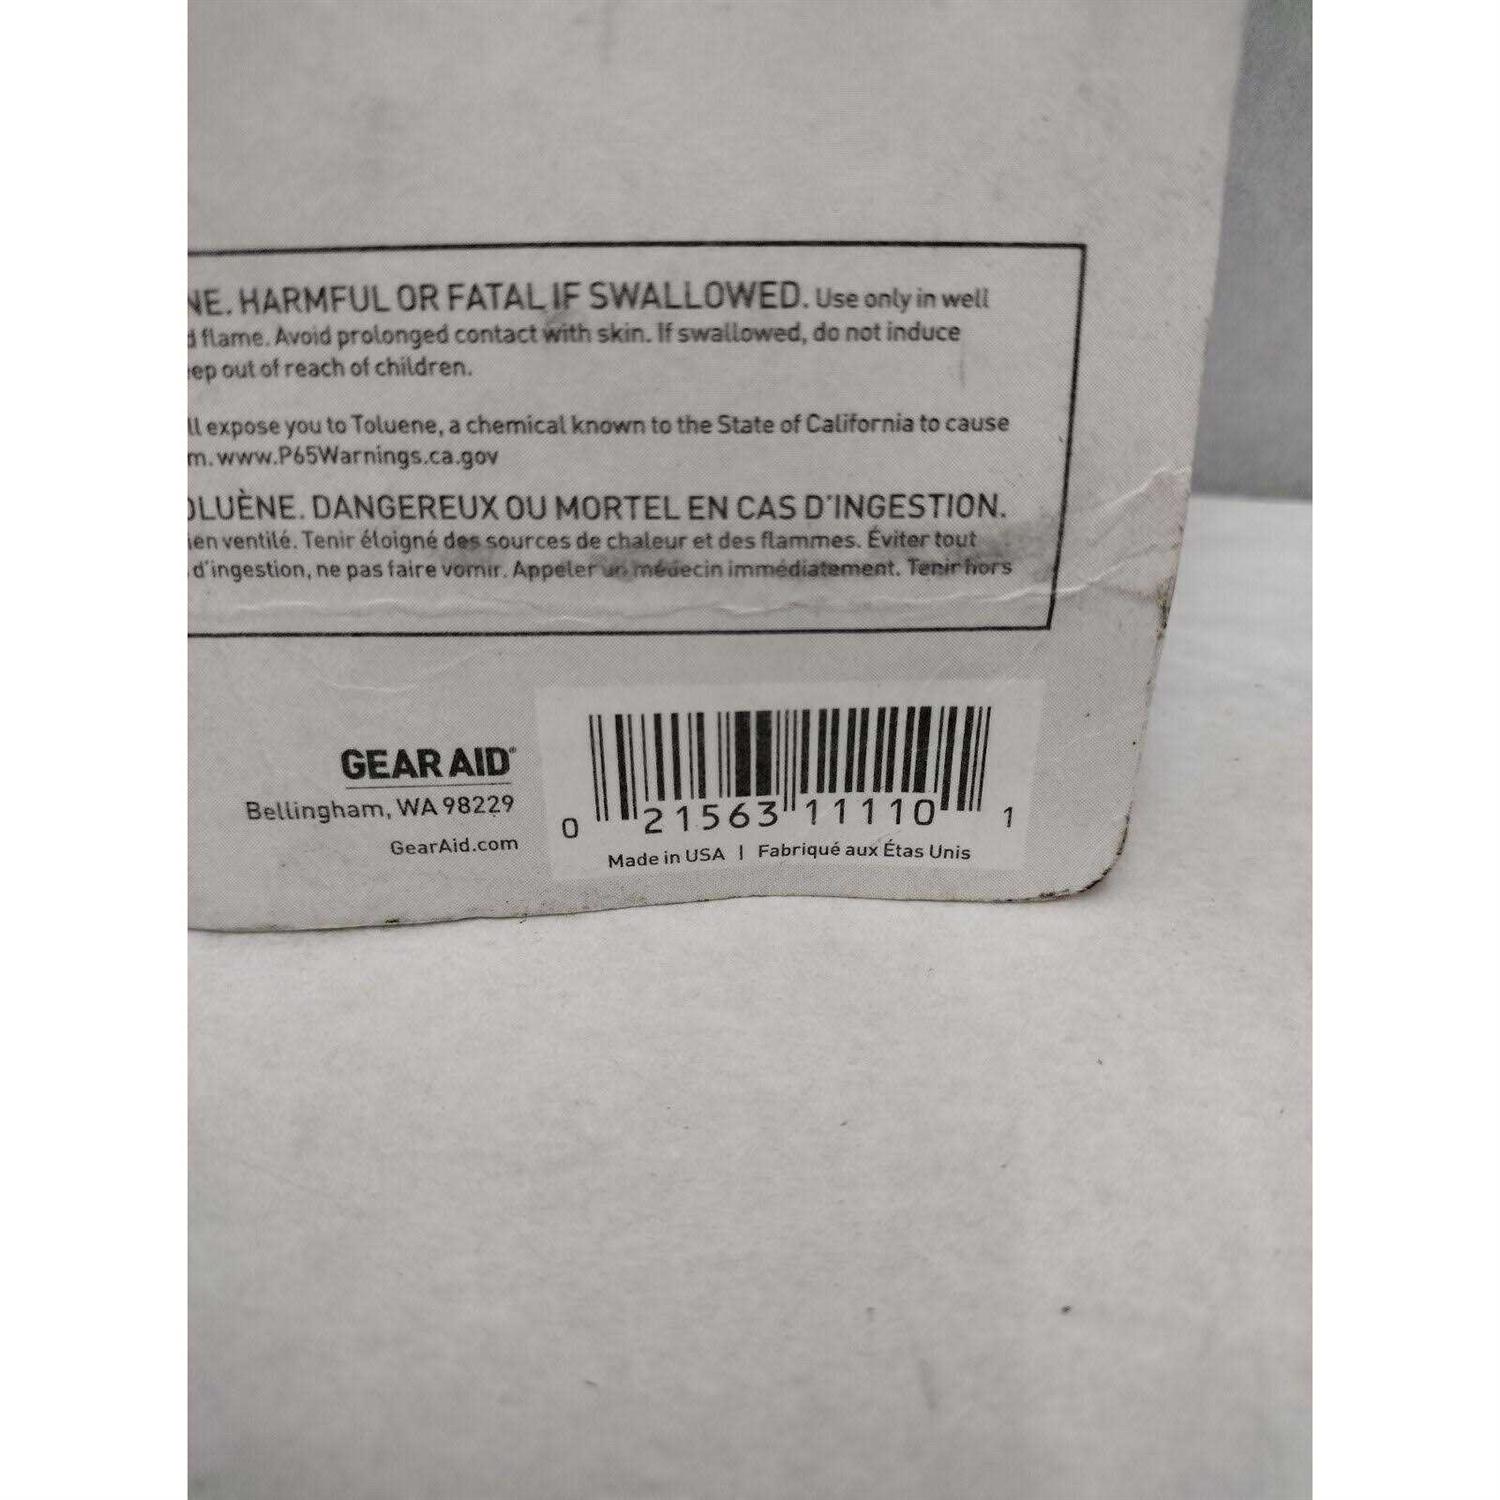 NE. HARMFUL OR FATAL IF SWALLOWED. Use only in well
d flame. Avoid prolonged contact with skin. If swallowed, do not induce
ep out of reach of children.
ll expose you to Toluene, a chemical known to the State of California to cause
m. www.P65Warnings.ca.gov
OLUÈNE. DANGEREUX OU MORTEL EN CAS D'INGESTION.
ien ventilé. Tenir éloigné des sources de chaleur et des flammes. Éviter tout
d'ingestion, ne pas faire vomir. Appeler un médecin immédiatement. Tenir hors
GEAR AID®
Bellingham, WA 98229
GearAid.com
0 21563 11110 1
Made in USA | Fabriqué aux Étas Unis